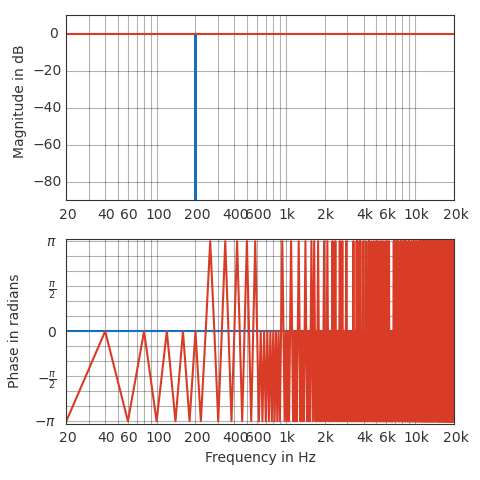 Magnitude in dB
0
−20
−40
−60
−80
20 40 60 100 200 400 600 1k 2k 4k 6k 10k 20k
Phase in radians
π
π/2
0
−π/2
−π
20 40 60 100 200 400 600 1k 2k 4k 6k 10k 20k
Frequency in Hz